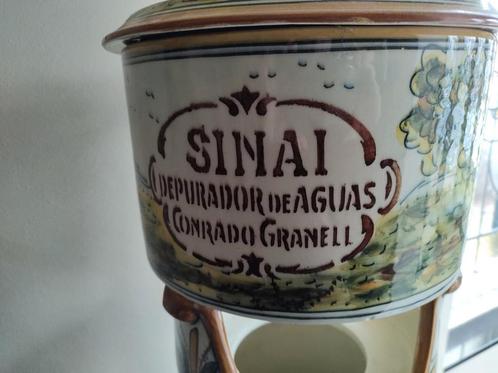 SINAI
DEPURADOR DE AGUAS
CONRADO GRANELL